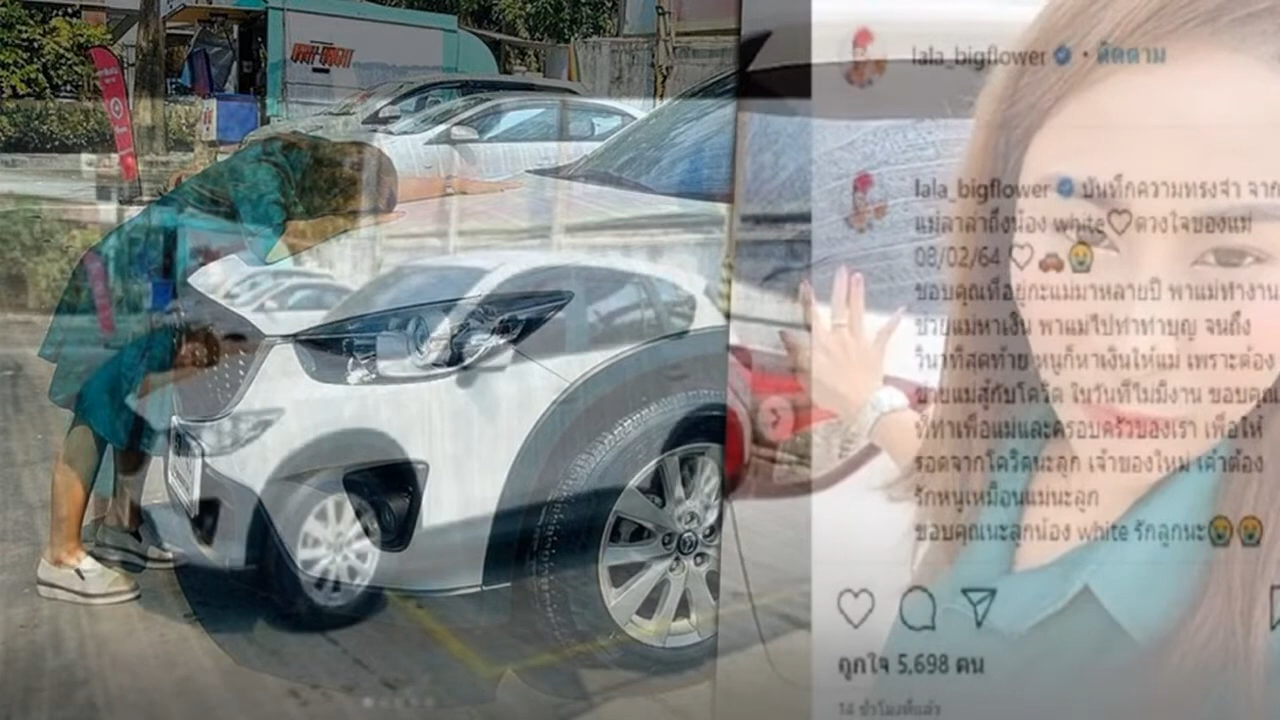 lala_bigflower • ติดตาม
lala_bigflower บันทึกความทรงจำ จาก
แม่ลาล่าถึงน้อง white♡ดวงใจของแม่
08/02/64 ♡🚗😭
ขอบคุณที่อยู่กะแม่มาหลายปี พาแม่ทำงาน
ช่วยแม่หาเงิน พาแม่ไปทำทำบุญ จนถึง
วินาทีสุดท้าย หนูก็หาเงินให้แม่ เพราะต้อง
ช่วยแม่สู้กับโควิด ในวันที่ไม่มีงาน ขอบคุณ
ที่ทำเพื่อแม่และครอบครัวของเรา เพื่อให้
รอดจากโควิดนะลูก เจ้าของใหม่ เค้าต้อง
รักหนูเหมือนแม่นะลูก
ขอบคุณนะลูกน้อง white รักลูกนะ😭😭
ถูกใจ 5,698 คน
14 ชั่วโมงที่แล้ว